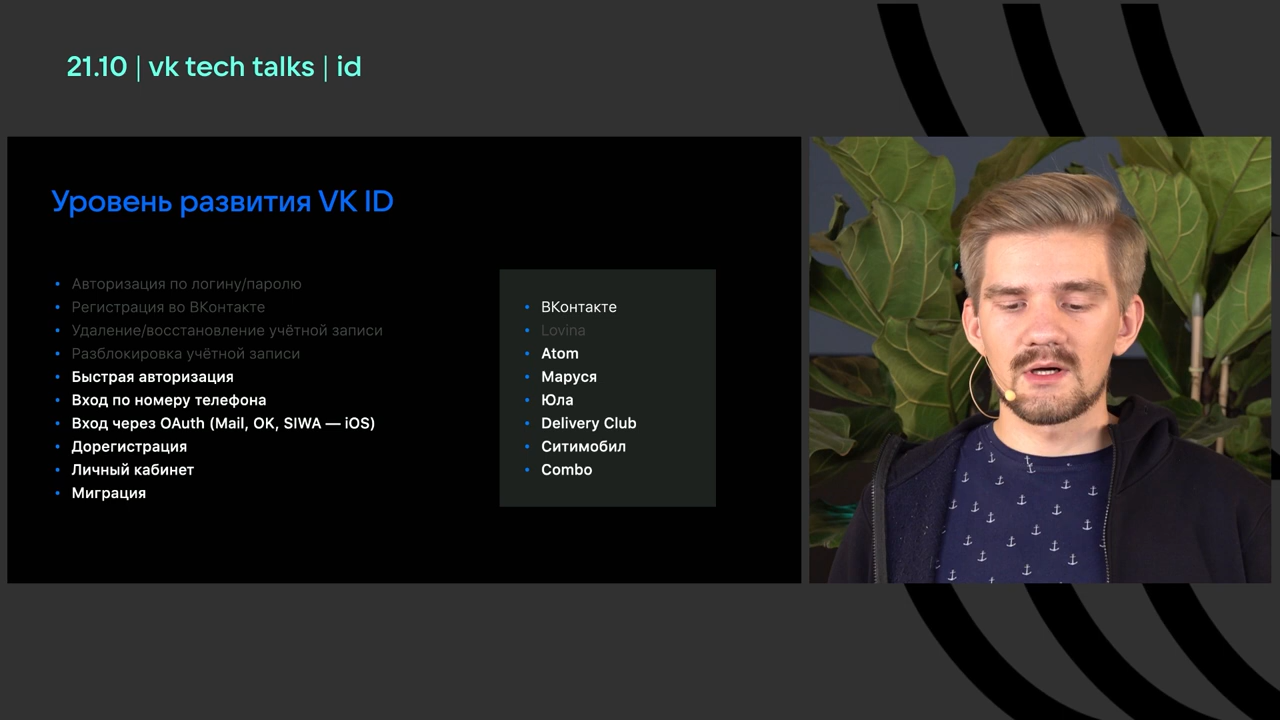 21.10 | vk tech talks | id
Уровень развития VK ID
Авторизация по логину/паролю
Регистрация во ВКонтакте
Удаление/восстановление учётной записи
Разблокировка учётной записи
Быстрая авторизация
Вход по номеру телефона
Вход через OAuth (Mail, OK, SIWA — iOS)
Дорегистрация
Личный кабинет
Миграция
ВКонтакте
Lovina
Atom
Маруся
Юла
Delivery Club
Ситимобил
Combo